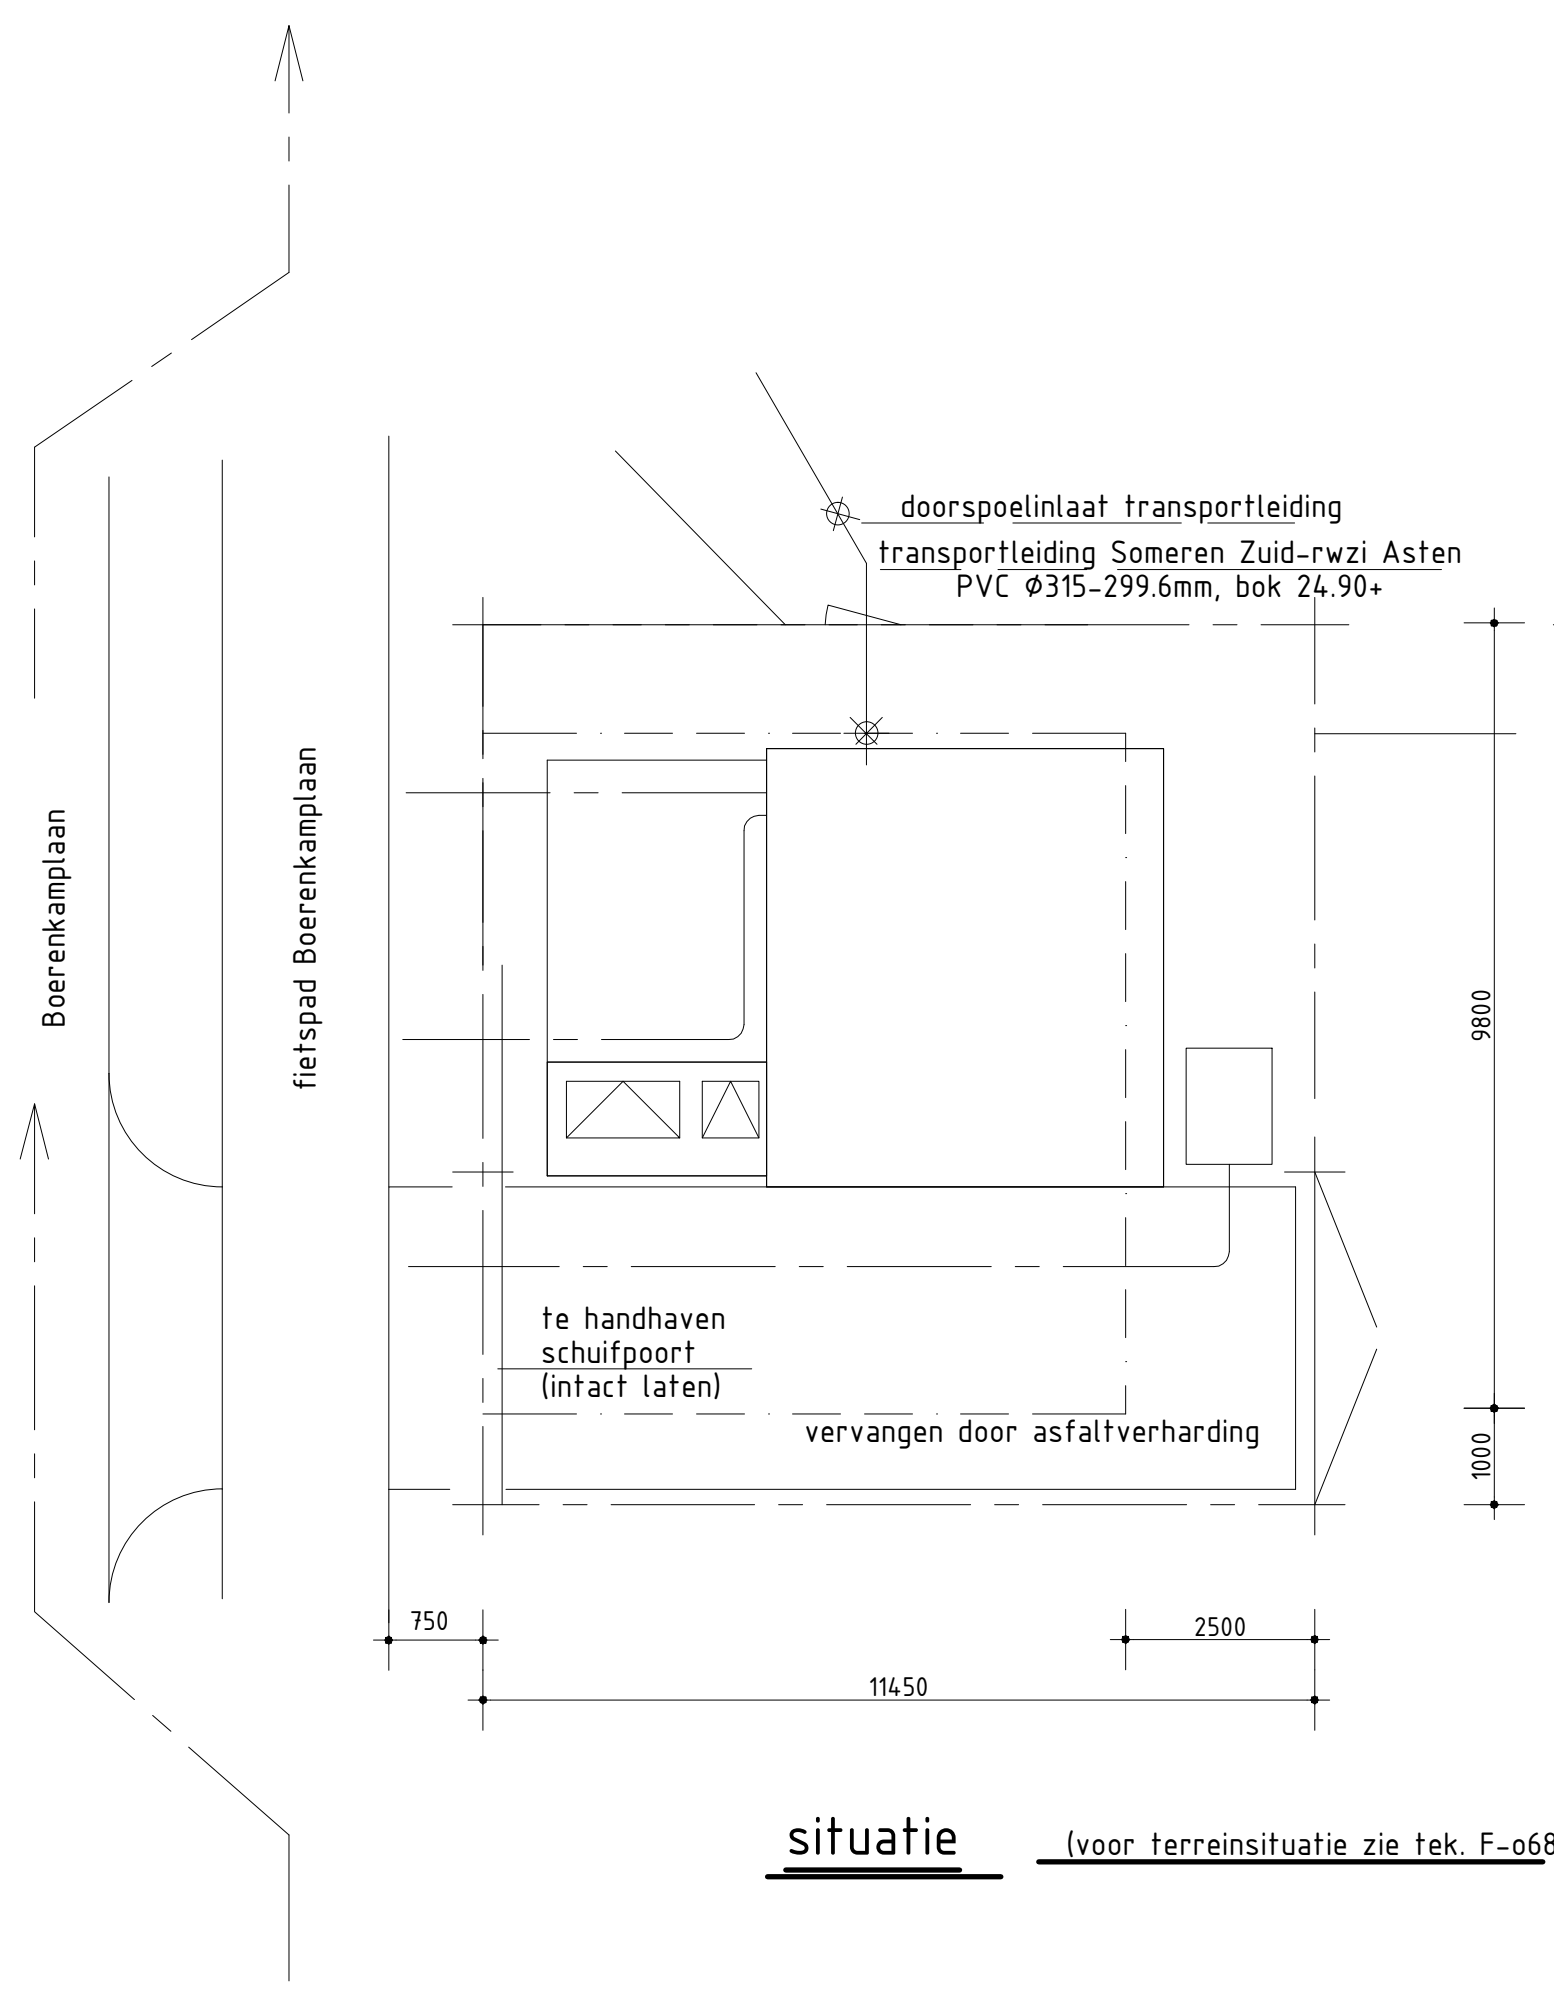 doorspoelinlaat transportleiding
transportleiding Someren Zuid-rwzi Asten
PVC Ø315-299.6mm, bok 24.90+
Boerenkamplaan
fietspad Boerenkamplaan
9800
te handhaven
schuifpoort
(intact laten)
vervangen door asfaltverharding
1000
750
2500
11450
situatie
(voor terreinsituatie zie tek. F-o68